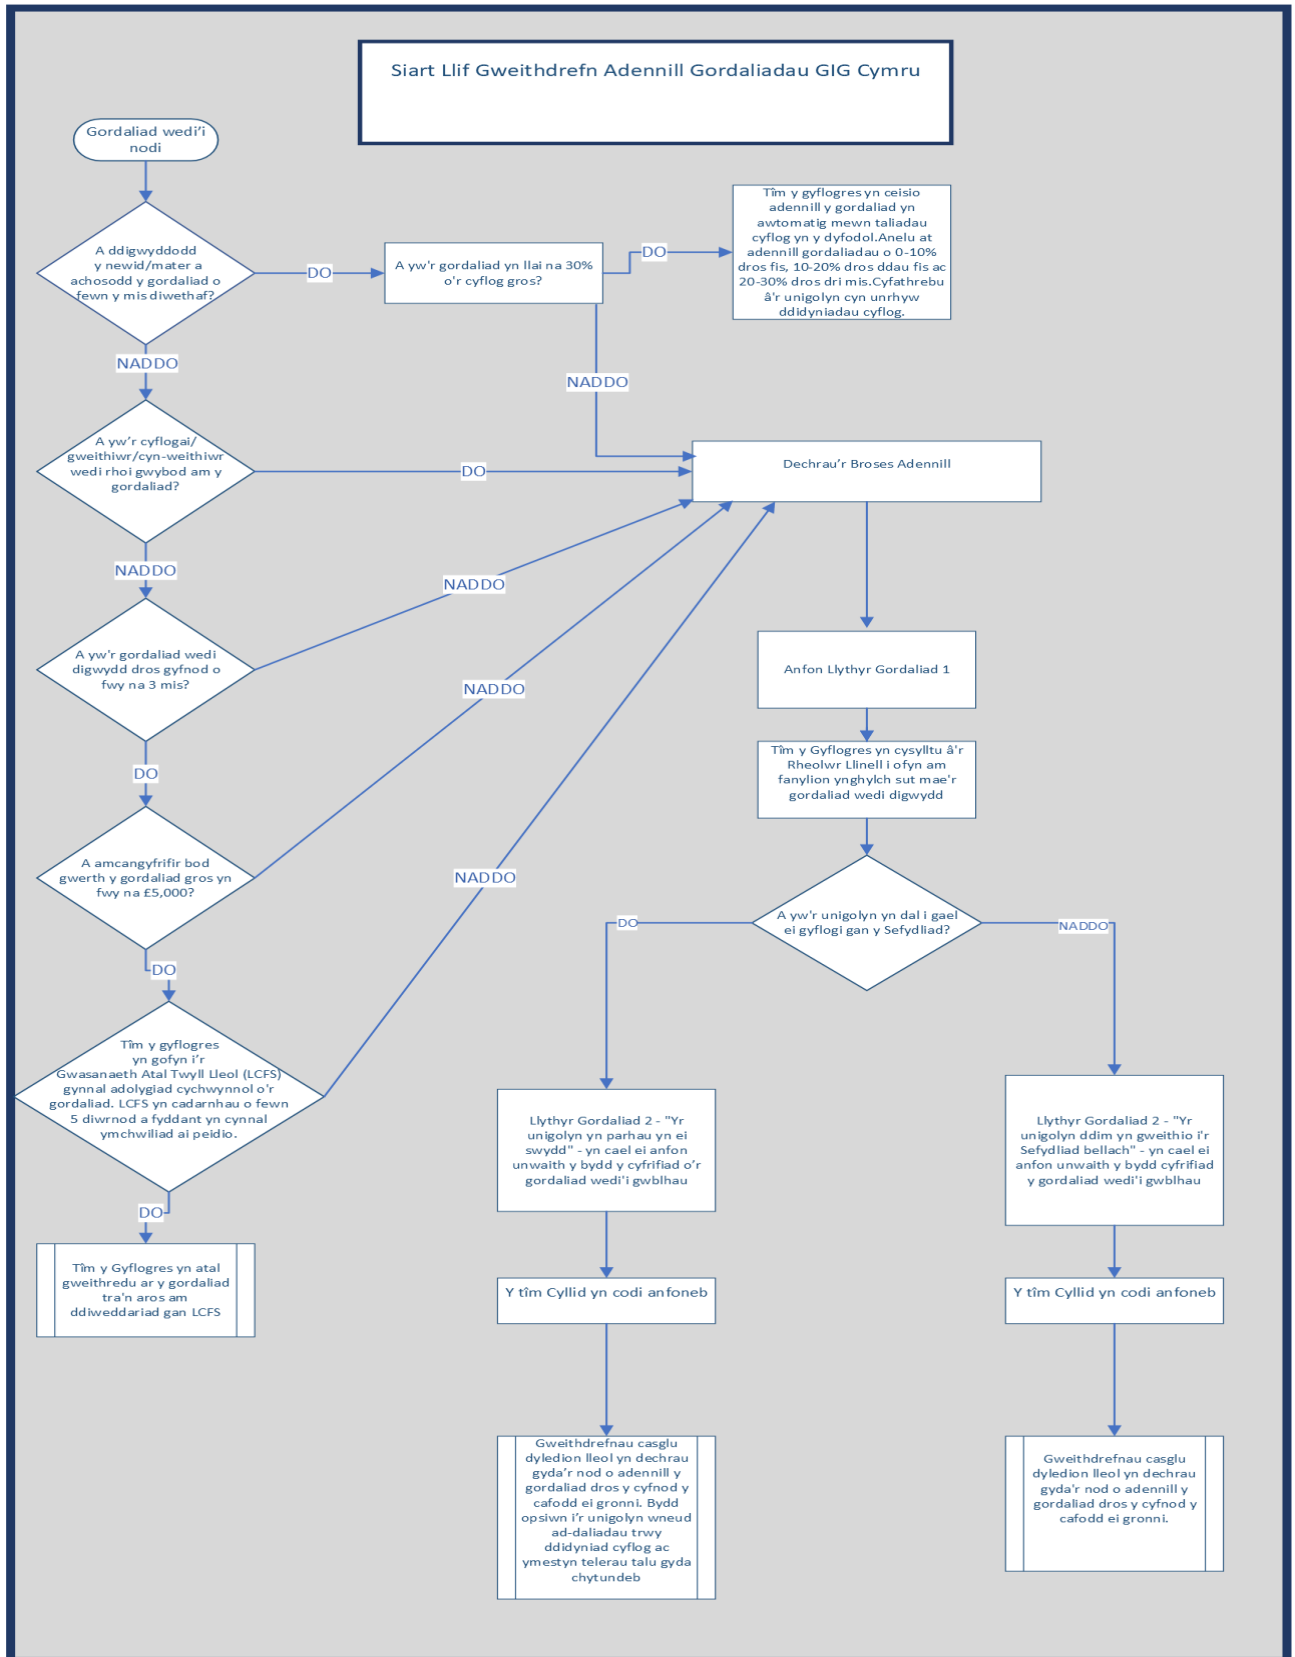 Siart Llif Gweithdrefn Adennill Gordaliadau GIG Cymru
Gordaliad wedi’i
nodi
A ddigwyddodd
y newid/mater a
achosodd y gordaliad o
fewn y mis diwethaf?
DO
A yw'r gordaliad yn llai na 30%
o'r cyflog gros?
DO
Tîm y gyflogres yn ceisio
adennill y gordaliad yn
awtomatig mewn taliadau
cyflog yn y dyfodol.Anelu at
adennill gordaliadau o 0-10%
dros fis, 10-20% dros ddau fis ac
20-30% dros dri mis.Cyfathrebu
â'r unigolyn cyn unrhyw
ddidyniadau cyflog.
NADDO
NADDO
A yw’r cyflogai/
gweithiwr/cyn-weithiwr
wedi rhoi gwybod am y
gordaliad?
DO
Dechrau’r Broses Adennill
NADDO
NADDO
A yw'r gordaliad wedi
digwydd dros gyfnod o
fwy na 3 mis?
Anfon Llythyr Gordaliad 1
NADDO
DO
Tîm y Gyflogres yn cysylltu â'r
Rheolwr Llinell i ofyn am
fanylion ynghylch sut mae'r
gordaliad wedi digwydd
A amcangyfrifir bod
gwerth y gordaliad gros yn
fwy na £5,000?
NADDO
A yw'r unigolyn yn dal i gael
ei gyflogi gan y Sefydliad?
DO
NADDO
DO
Tîm y gyflogres
yn gofyn i’r
Gwasanaeth Atal Twyll Lleol (LCFS)
gynnal adolygiad cychwynnol o'r
gordaliad. LCFS yn cadarnhau o fewn
5 diwrnod a fyddant yn cynnal
ymchwiliad ai peidio.
Llythyr Gordaliad 2 - "Yr
unigolyn yn parhau yn ei
swydd" - yn cael ei anfon
unwaith y bydd y cyfrifiad o’r
gordaliad wedi'i gwblhau
Llythyr Gordaliad 2 - "Yr
unigolyn ddim yn gweithio i'r
Sefydliad bellach" - yn cael ei
anfon unwaith y bydd cyfrifiad
y gordaliad wedi'i gwblhau
DO
Tîm y Gyflogres yn atal
gweithredu ar y gordaliad
tra'n aros am
ddiweddariad gan LCFS
Y tîm Cyllid yn codi anfoneb
Y tîm Cyllid yn codi anfoneb
Gweithdrefnau casglu
dyledion lleol yn dechrau
gyda’r nod o adennill y
gordaliad dros y cyfnod y
cafodd ei gronni. Bydd
opsiwn i’r unigolyn wneud
ad-daliadau trwy
ddidyniad cyflog ac
ymestyn telerau talu gyda
chytundeb
Gweithdrefnau casglu
dyledion lleol yn dechrau
gyda'r nod o adennill y
gordaliad dros y cyfnod y
cafodd ei gronni.